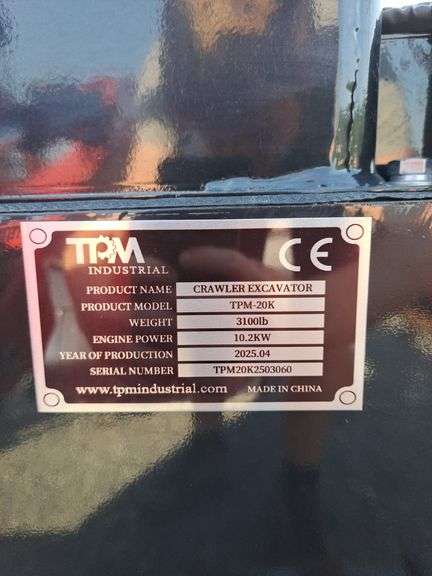 TPM CE
INDUSTRIAL
PRODUCT NAME CRAWLER EXCAVATOR
PRODUCT MODEL TPM-20K
WEIGHT 3100lb
ENGINE POWER 10.2KW
YEAR OF PRODUCTION 2025.04
SERIAL NUMBER TPM20K2503060
www.tpmindustrial.com MADE IN CHINA